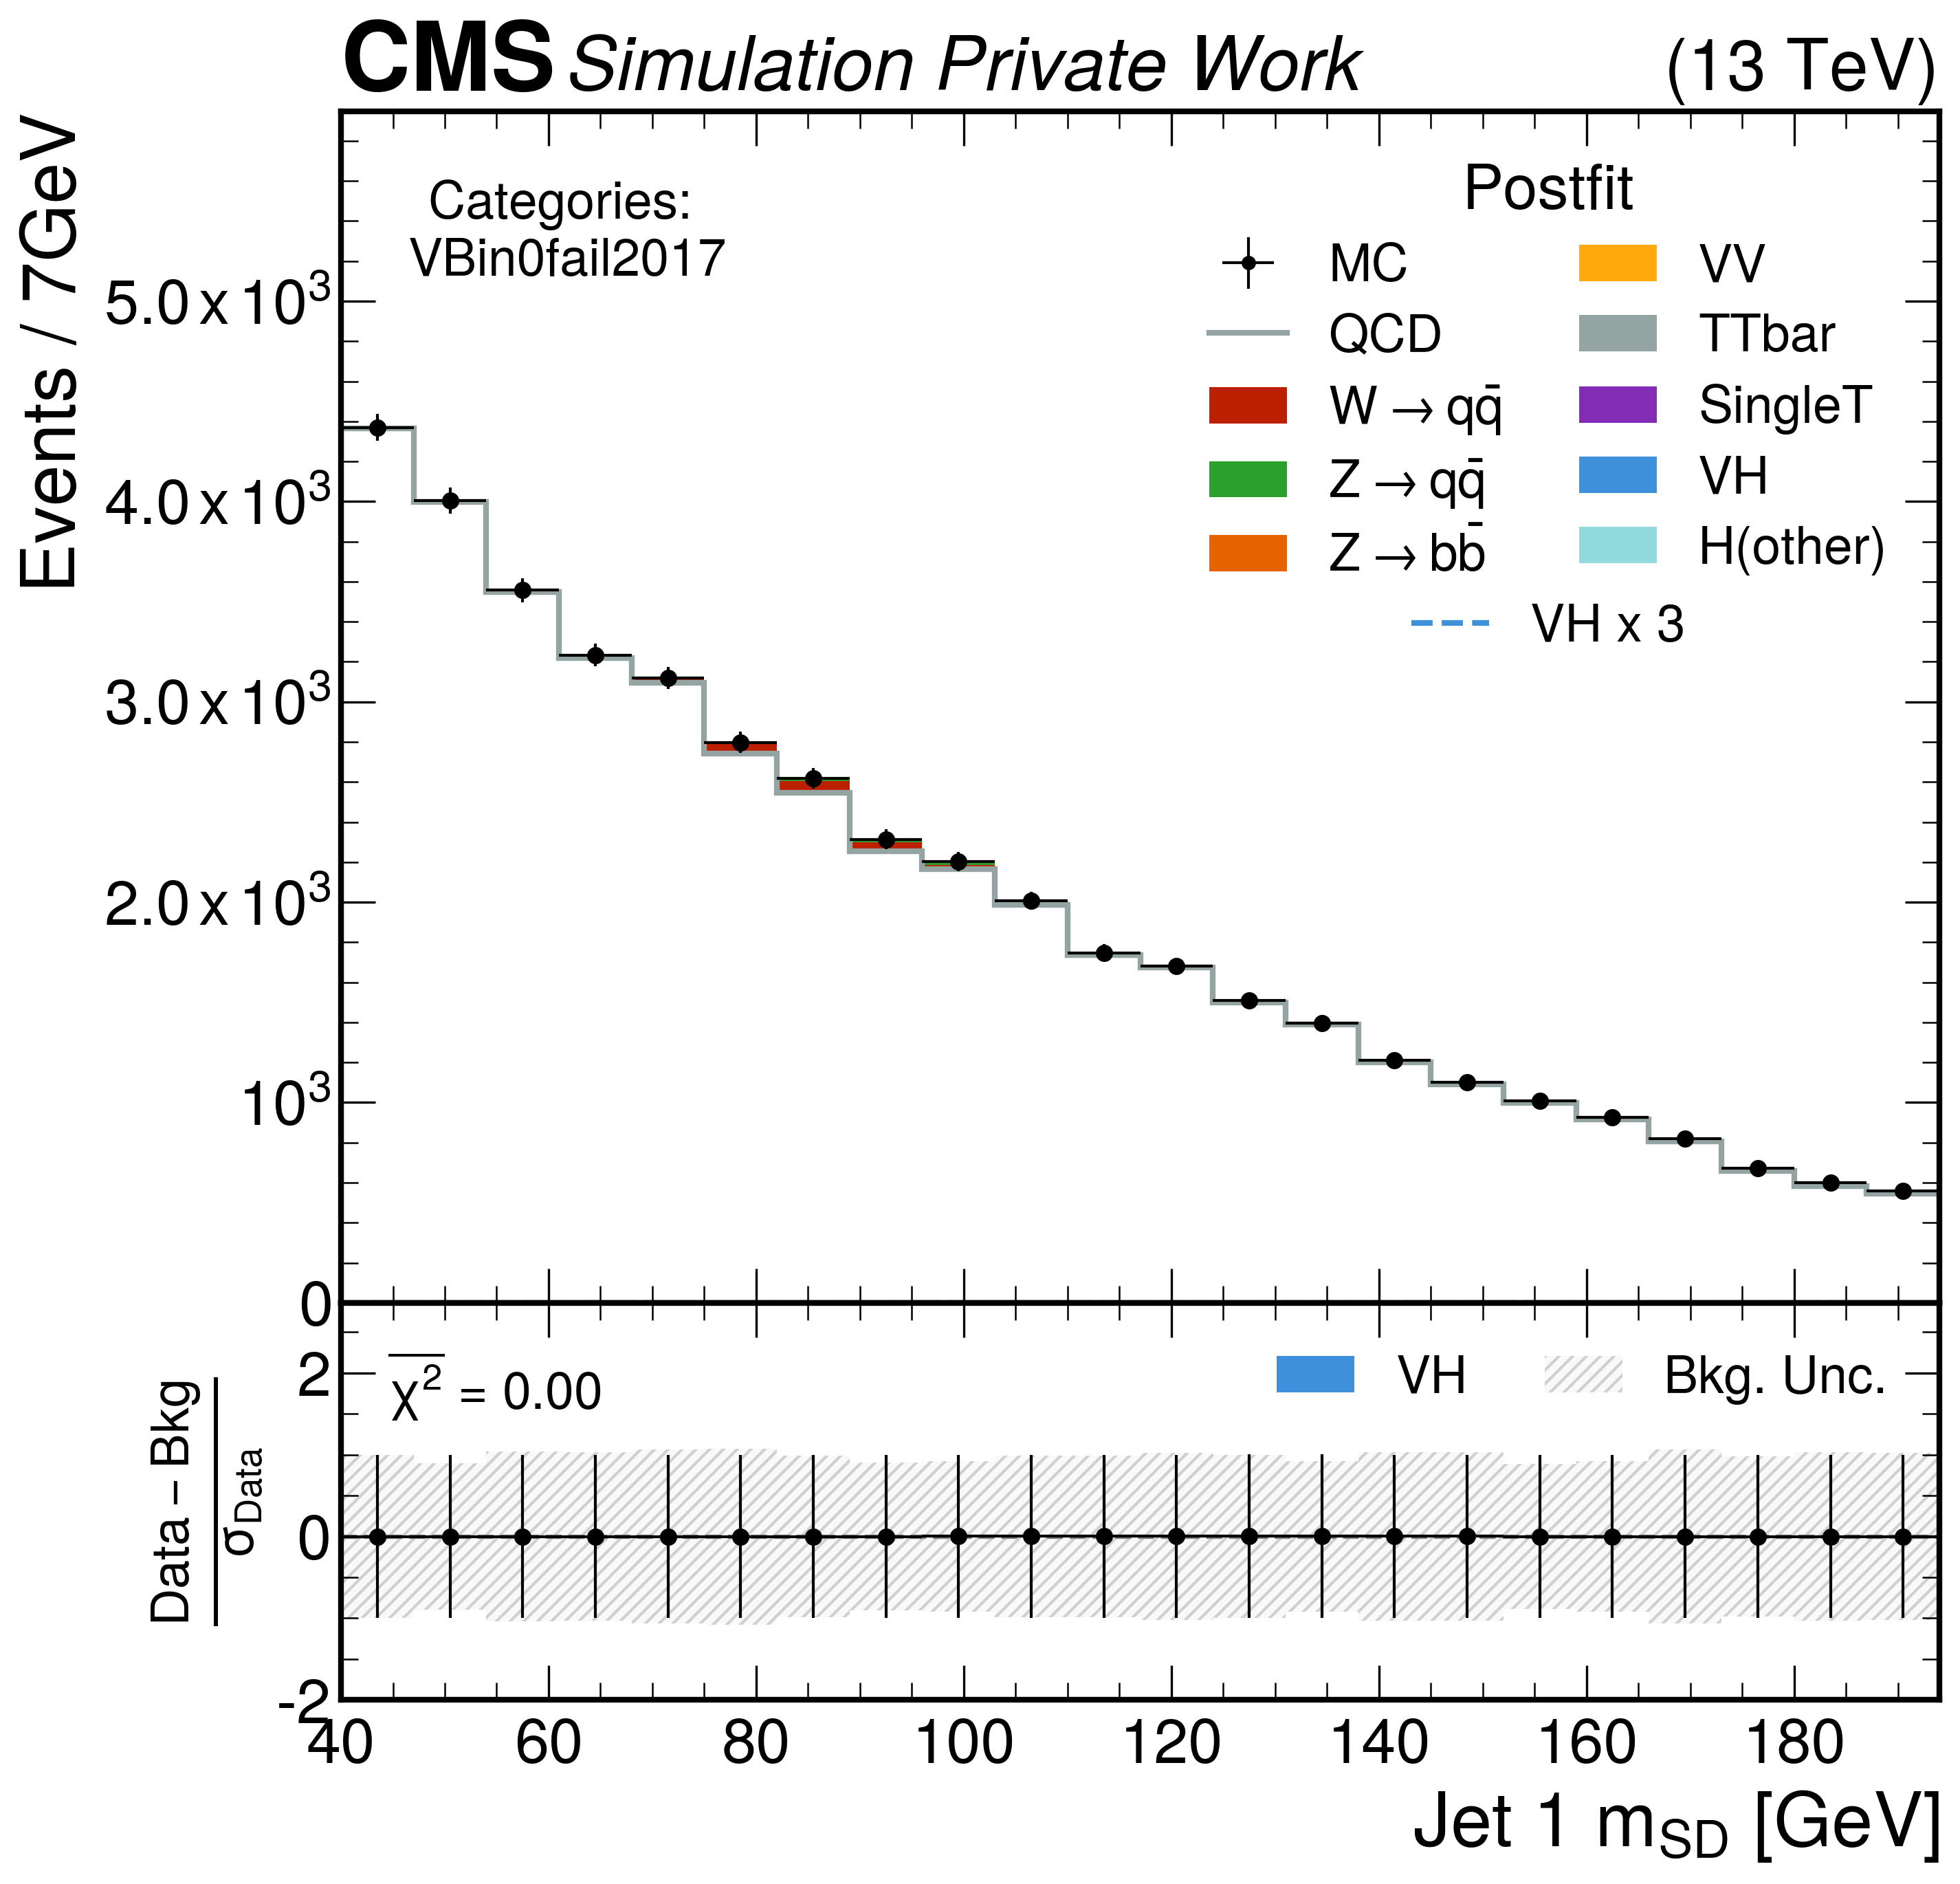 CMS Simulation Private Work (13 TeV)
Events / 7GeV
Categories:
VBin0fail2017
Postfit
MC
QCD
W → qq̄
Z → qq̄
Z → bb̄
VV
TTbar
SingleT
VH
H(other)
VH x 3
5.0 x 10³
4.0 x 10³
3.0 x 10³
2.0 x 10³
10³
0
Data – Bkg
σ_Data
χ̅²̅ = 0.00
VH
Bkg. Unc.
2
0
-2
40 60 80 100 120 140 160 180
Jet 1 m_SD [GeV]